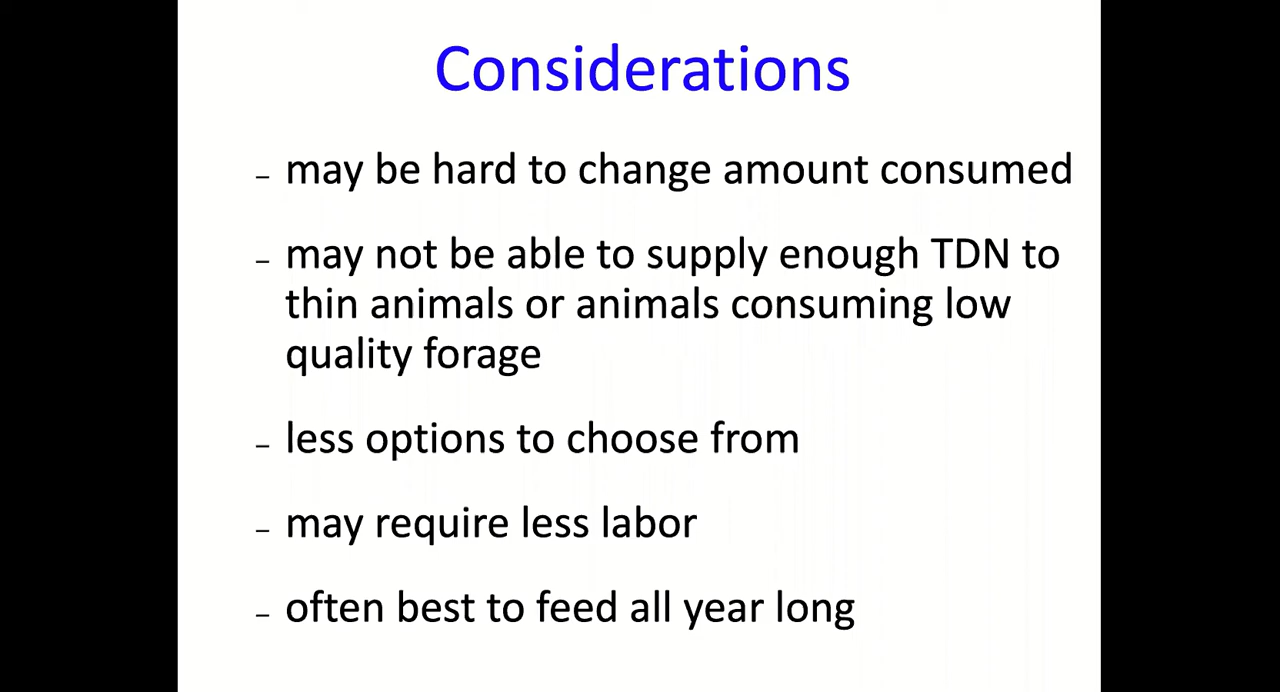 Considerations
– may be hard to change amount consumed
– may not be able to supply enough TDN to
thin animals or animals consuming low
quality forage
– less options to choose from
– may require less labor
– often best to feed all year long